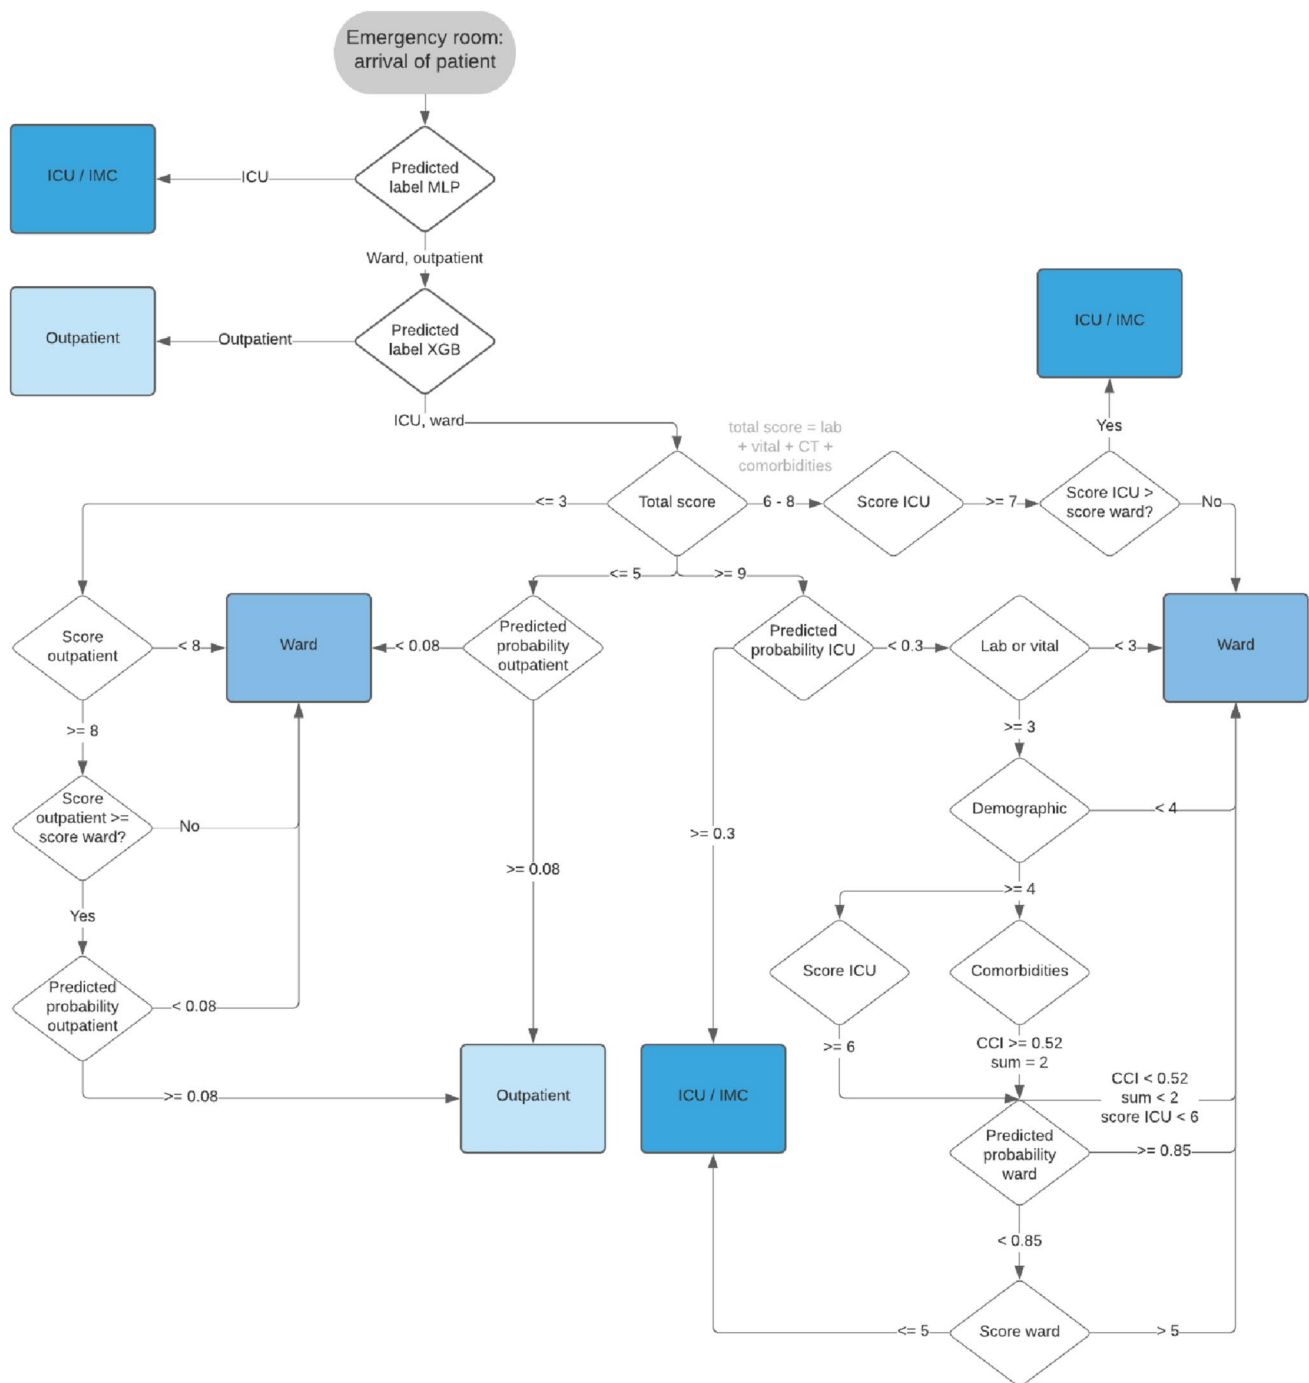 Emergency room:
arrival of patient
ICU / IMC
ICU
Predicted
label MLP
Ward, outpatient
Outpatient
Outpatient
Predicted
label XGB
ICU / IMC
ICU, ward
total score = lab
+ vital + CT +
comorbidities
Yes
<= 3
Total score
6 - 8
Score ICU
>= 7
Score ICU >
score ward?
No
<= 5
>= 9
Score
outpatient
< 8
Ward
< 0.08
Predicted
probability
outpatient
Predicted
probability ICU
< 0.3
Lab or vital
< 3
Ward
>= 8
>= 3
Score
outpatient >=
score ward?
No
>= 0.3
Demographic
< 4
>= 0.08
>= 4
Yes
Predicted
probability
outpatient
< 0.08
Score ICU
Comorbidities
>= 6
CCI >= 0.52
sum = 2
>= 0.08
Outpatient
ICU / IMC
CCI < 0.52
sum < 2
score ICU < 6
Predicted
probability
ward
>= 0.85
< 0.85
<= 5
Score ward
> 5